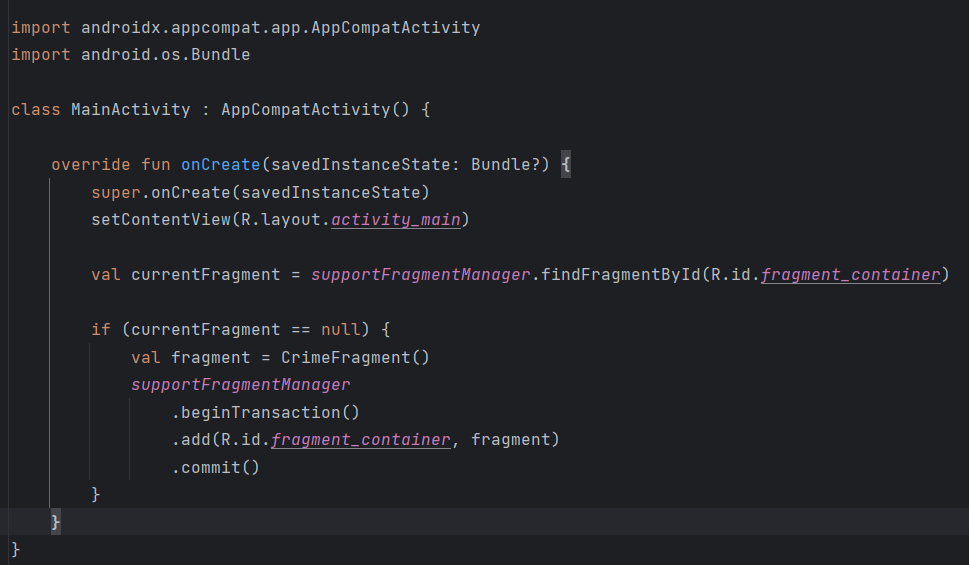 import androidx.appcompat.app.AppCompatActivity
import android.os.Bundle
class MainActivity : AppCompatActivity() {
override fun onCreate(savedInstanceState: Bundle?) {
super.onCreate(savedInstanceState)
setContentView(R.layout.activity_main)
val currentFragment = supportFragmentManager.findFragmentById(R.id.fragment_container)
if (currentFragment == null) {
val fragment = CrimeFragment()
supportFragmentManager
.beginTransaction()
.add(R.id.fragment_container, fragment)
.commit()
}
}
}